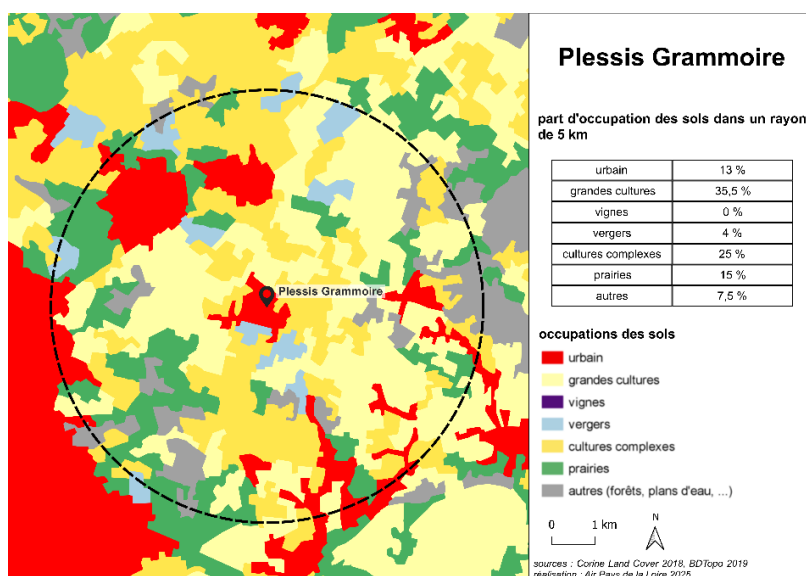 Plessis Grammoire
part d'occupation des sols dans un rayon
de 5 km
urbain 13 %
grandes cultures 35,5 %
vignes 0 %
vergers 4 %
cultures complexes 25 %
prairies 15 %
autres 7,5 %
Plessis Grammoire
occupations des sols
urbain
grandes cultures
vignes
vergers
cultures complexes
prairies
autres (forêts, plans d'eau, ...)
0 1 km
N
sources : Corine Land Cover 2018, BDTopo 2019
réalisation : Air Pays de la Loire 2025